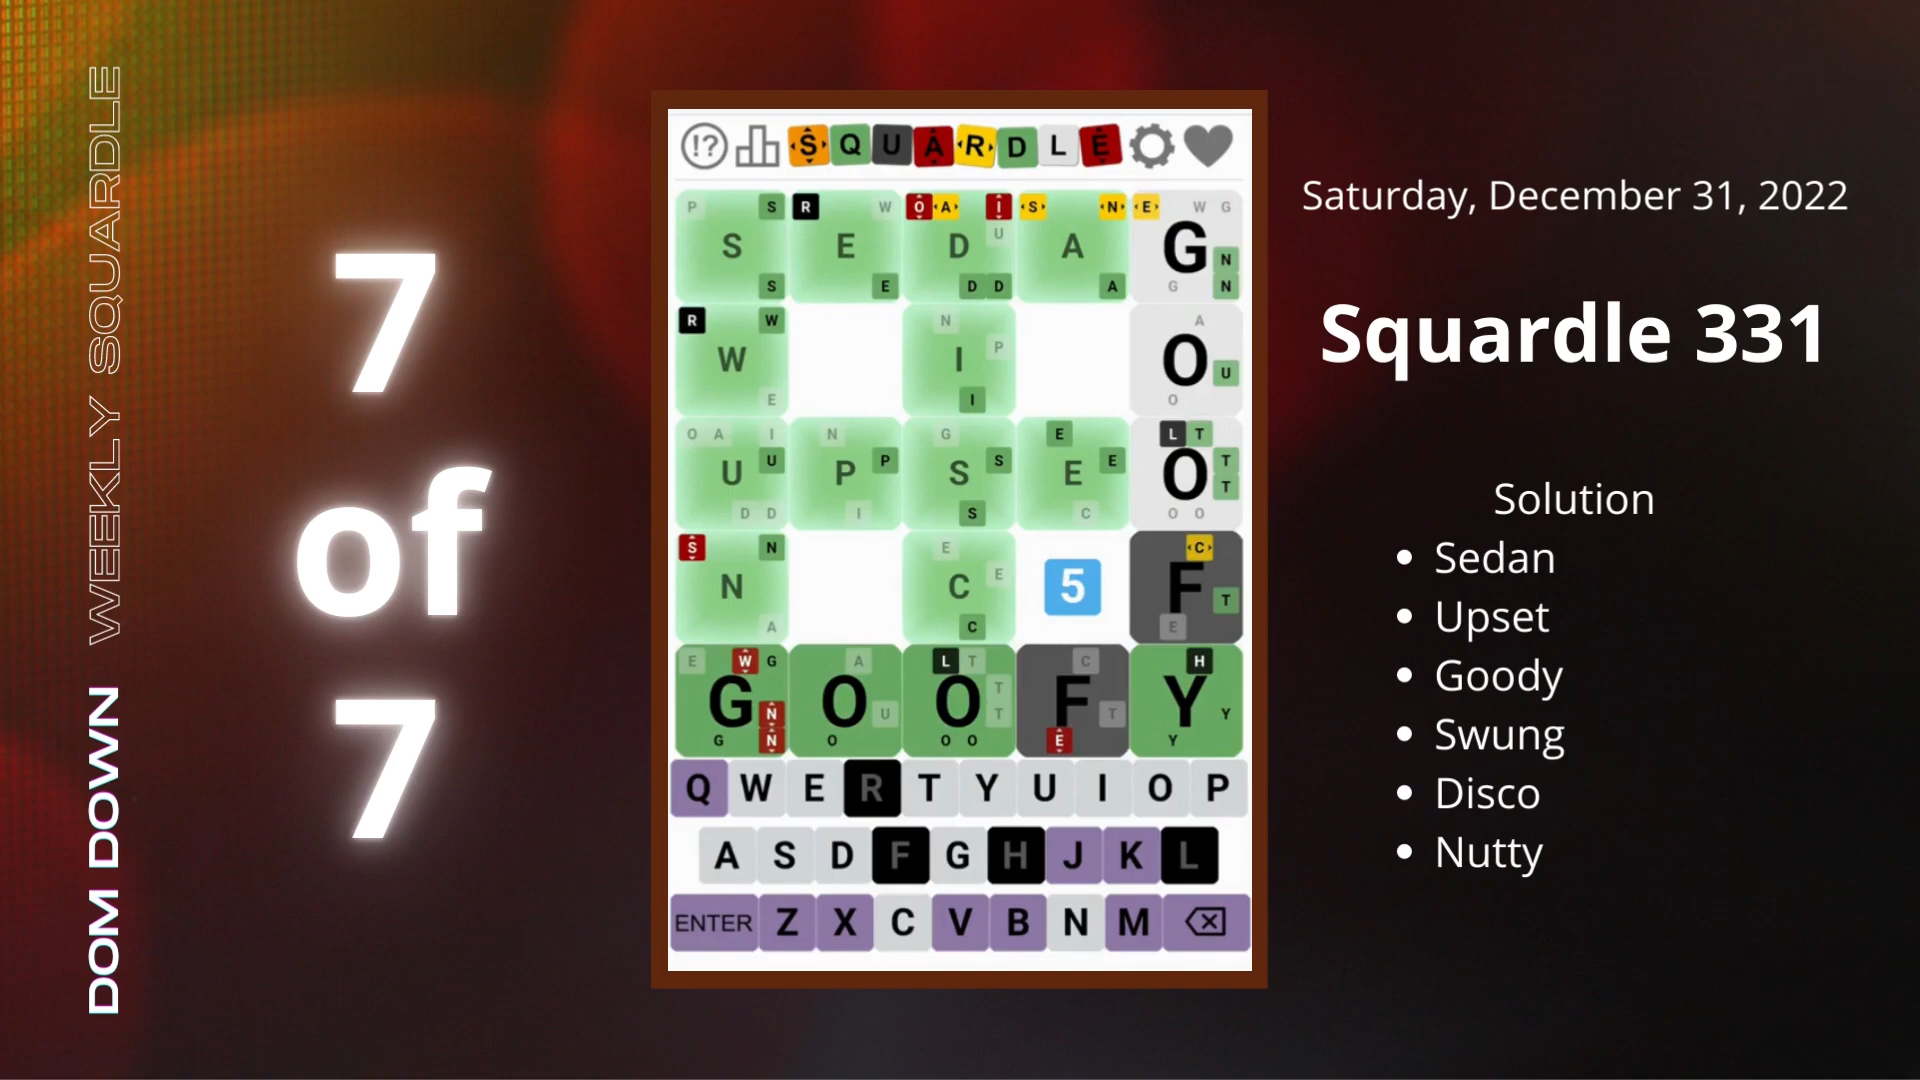 DOM DOWN WEEKLY SQUARDLE
7
of
7
!? SQUARDLE
P S R W O A I S N E W G
S E D A G
U N
S E D D A G N
R W N A
W I O
P U
E I O
O A I N G E L T
U P S E O
U P S E T
T
D D I S C O O
S N E C
N C 5 F
E T
A C E
E W G A L T C H
G O O F Y
T
N U T T Y
G N O O O E Y
Q W E R T Y U I O P
A S D F G H J K L
ENTER Z X C V B N M
Saturday, December 31, 2022
Squardle 331
Solution
• Sedan
• Upset
• Goody
• Swung
• Disco
• Nutty